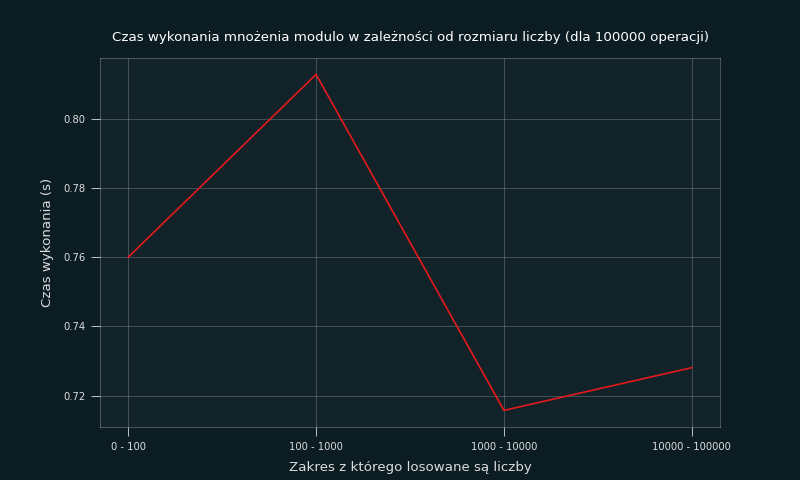 Czas wykonania mnożenia modulo w zależności od rozmiaru liczby (dla 100000 operacji)
Czas wykonania (s)
0.80
0.78
0.76
0.74
0.72
0 - 100
100 - 1000
1000 - 10000
10000 - 100000
Zakres z którego losowane są liczby